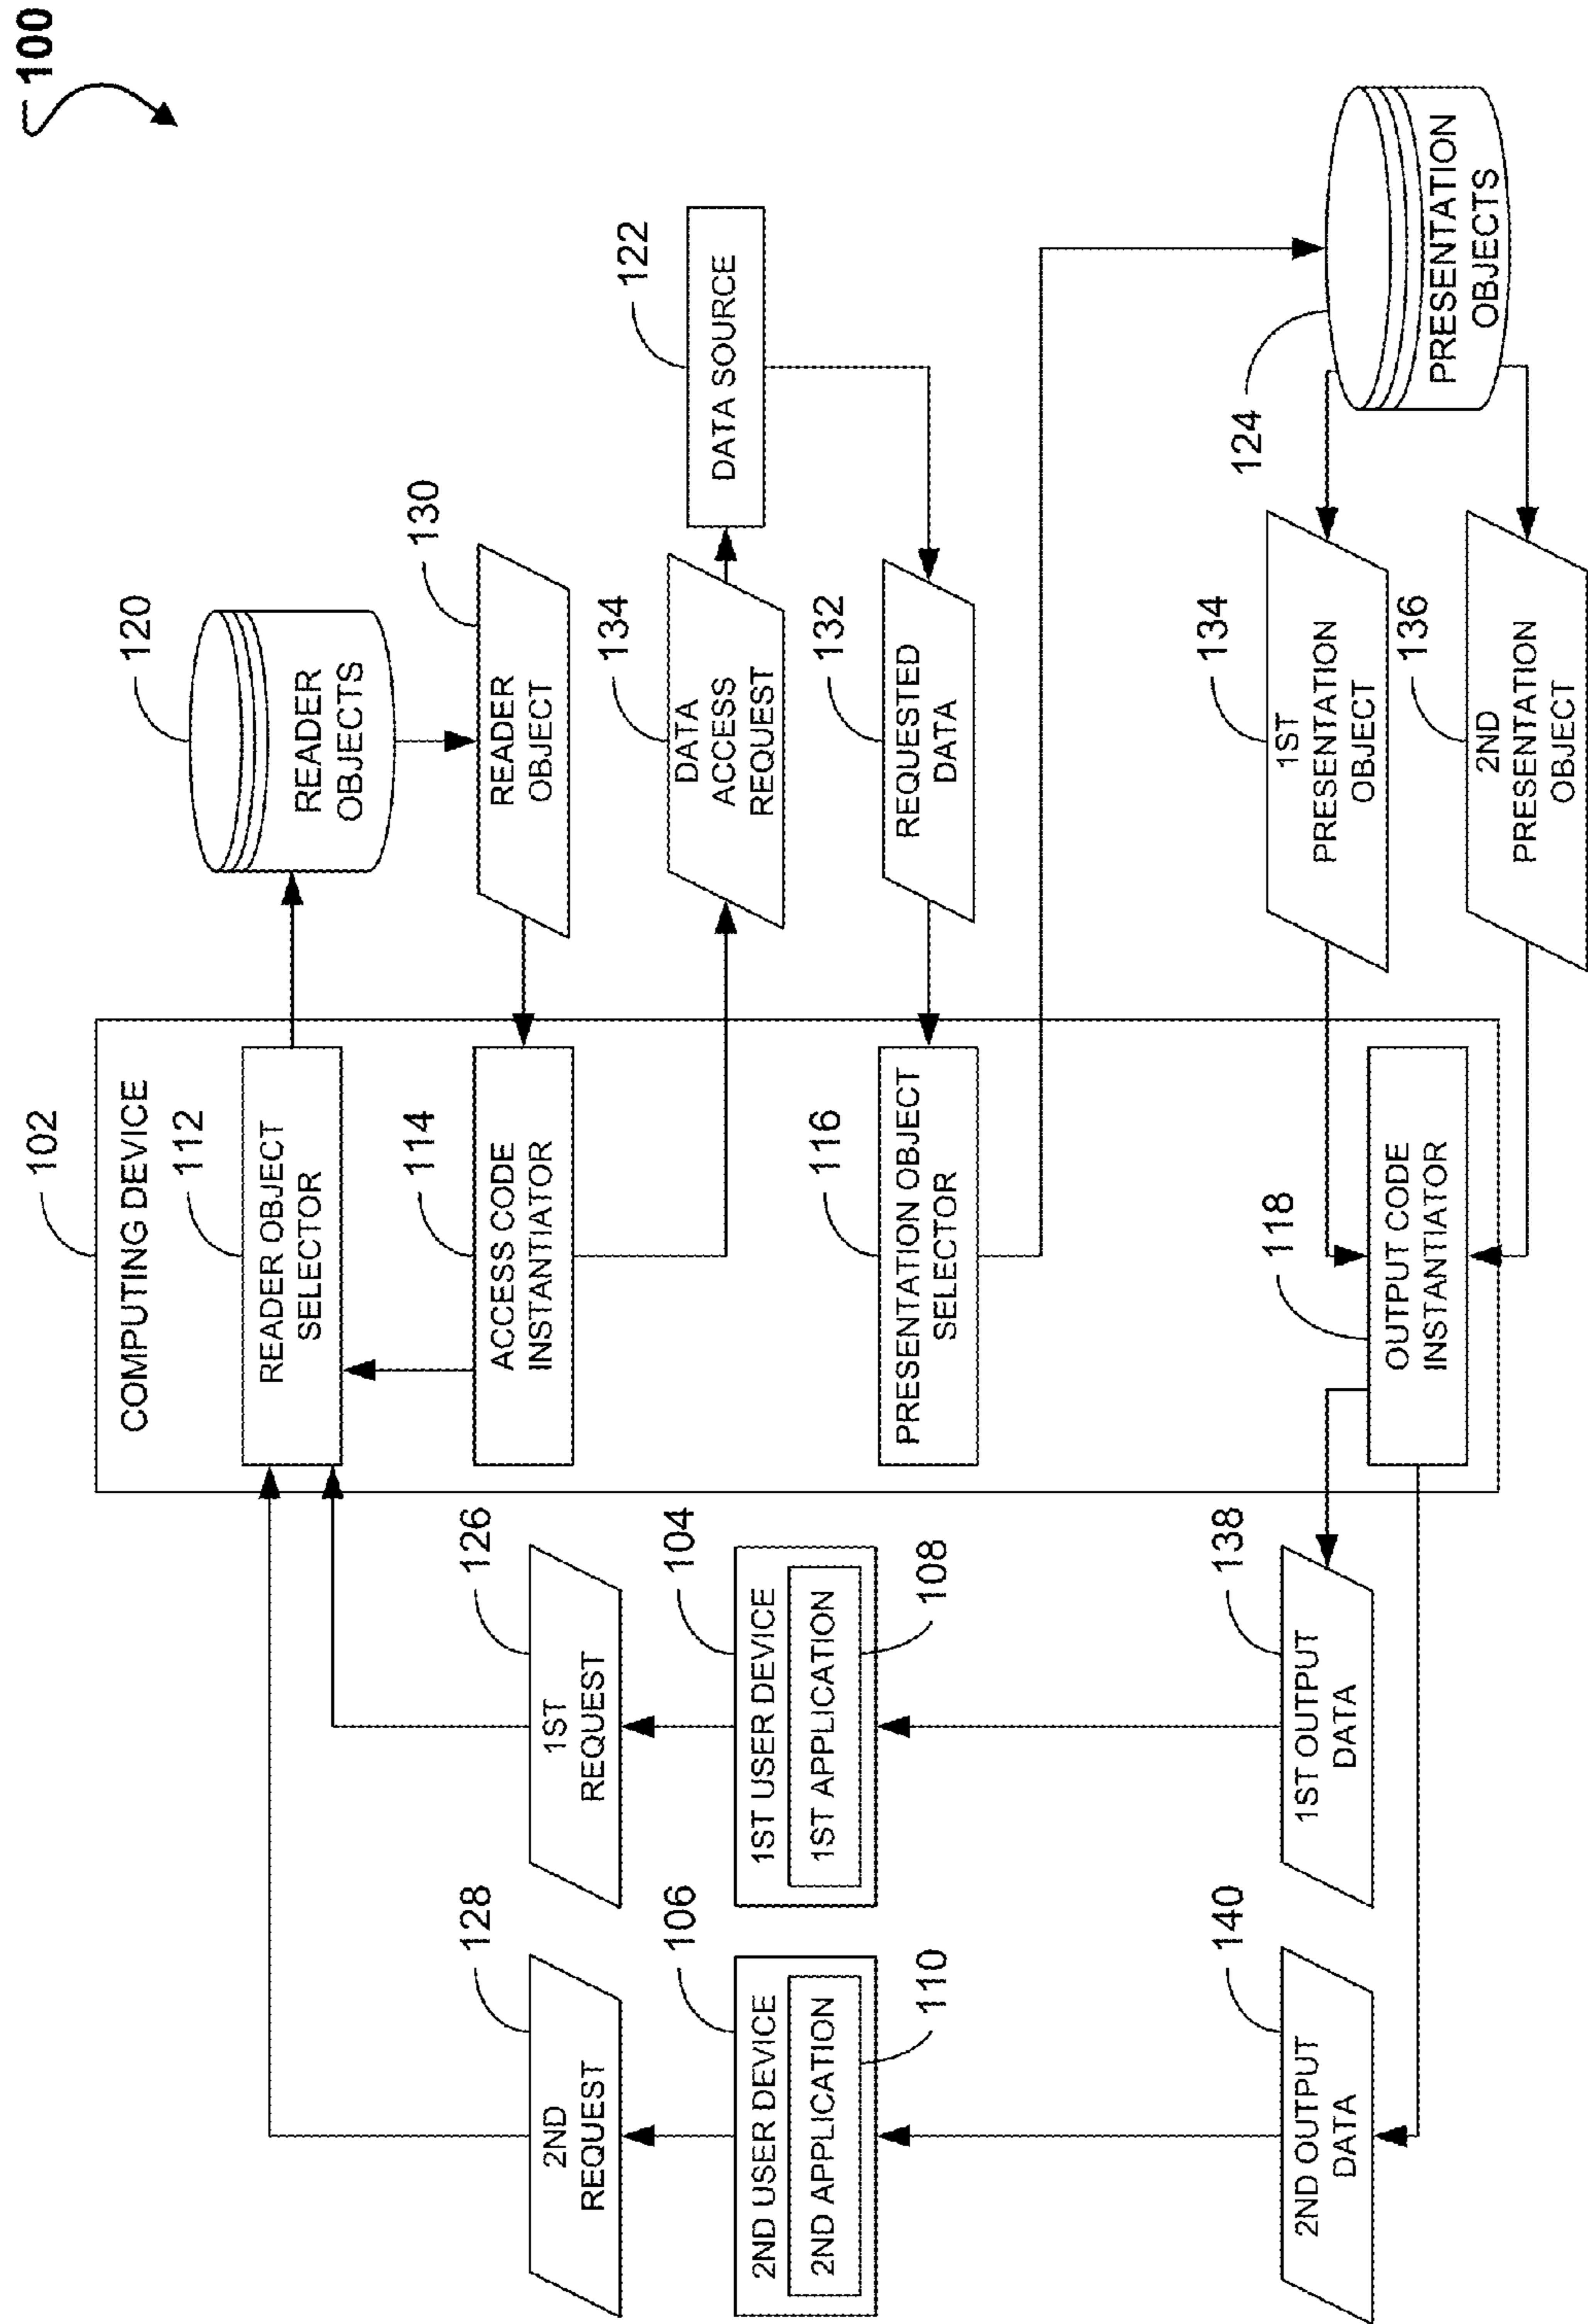 100
102
COMPUTING DEVICE
128
2ND
REQUEST
126
1ST
REQUEST
112
READER OBJECT
SELECTOR
120
READER
OBJECTS
106
2ND USER DEVICE
2ND APPLICATION
110
104
1ST USER DEVICE
1ST APPLICATION
108
114
ACCESS CODE
INSTANTIATOR
130
READER
OBJECT
134
DATA
ACCESS
REQUEST
122
DATA SOURCE
116
PRESENTATION OBJECT
SELECTOR
132
REQUESTED
DATA
140
2ND OUTPUT
DATA
138
1ST OUTPUT
DATA
118
OUTPUT CODE
INSTANTIATOR
134
1ST
PRESENTATION
OBJECT
136
2ND
PRESENTATION
OBJECT
124
PRESENTATION
OBJECTS